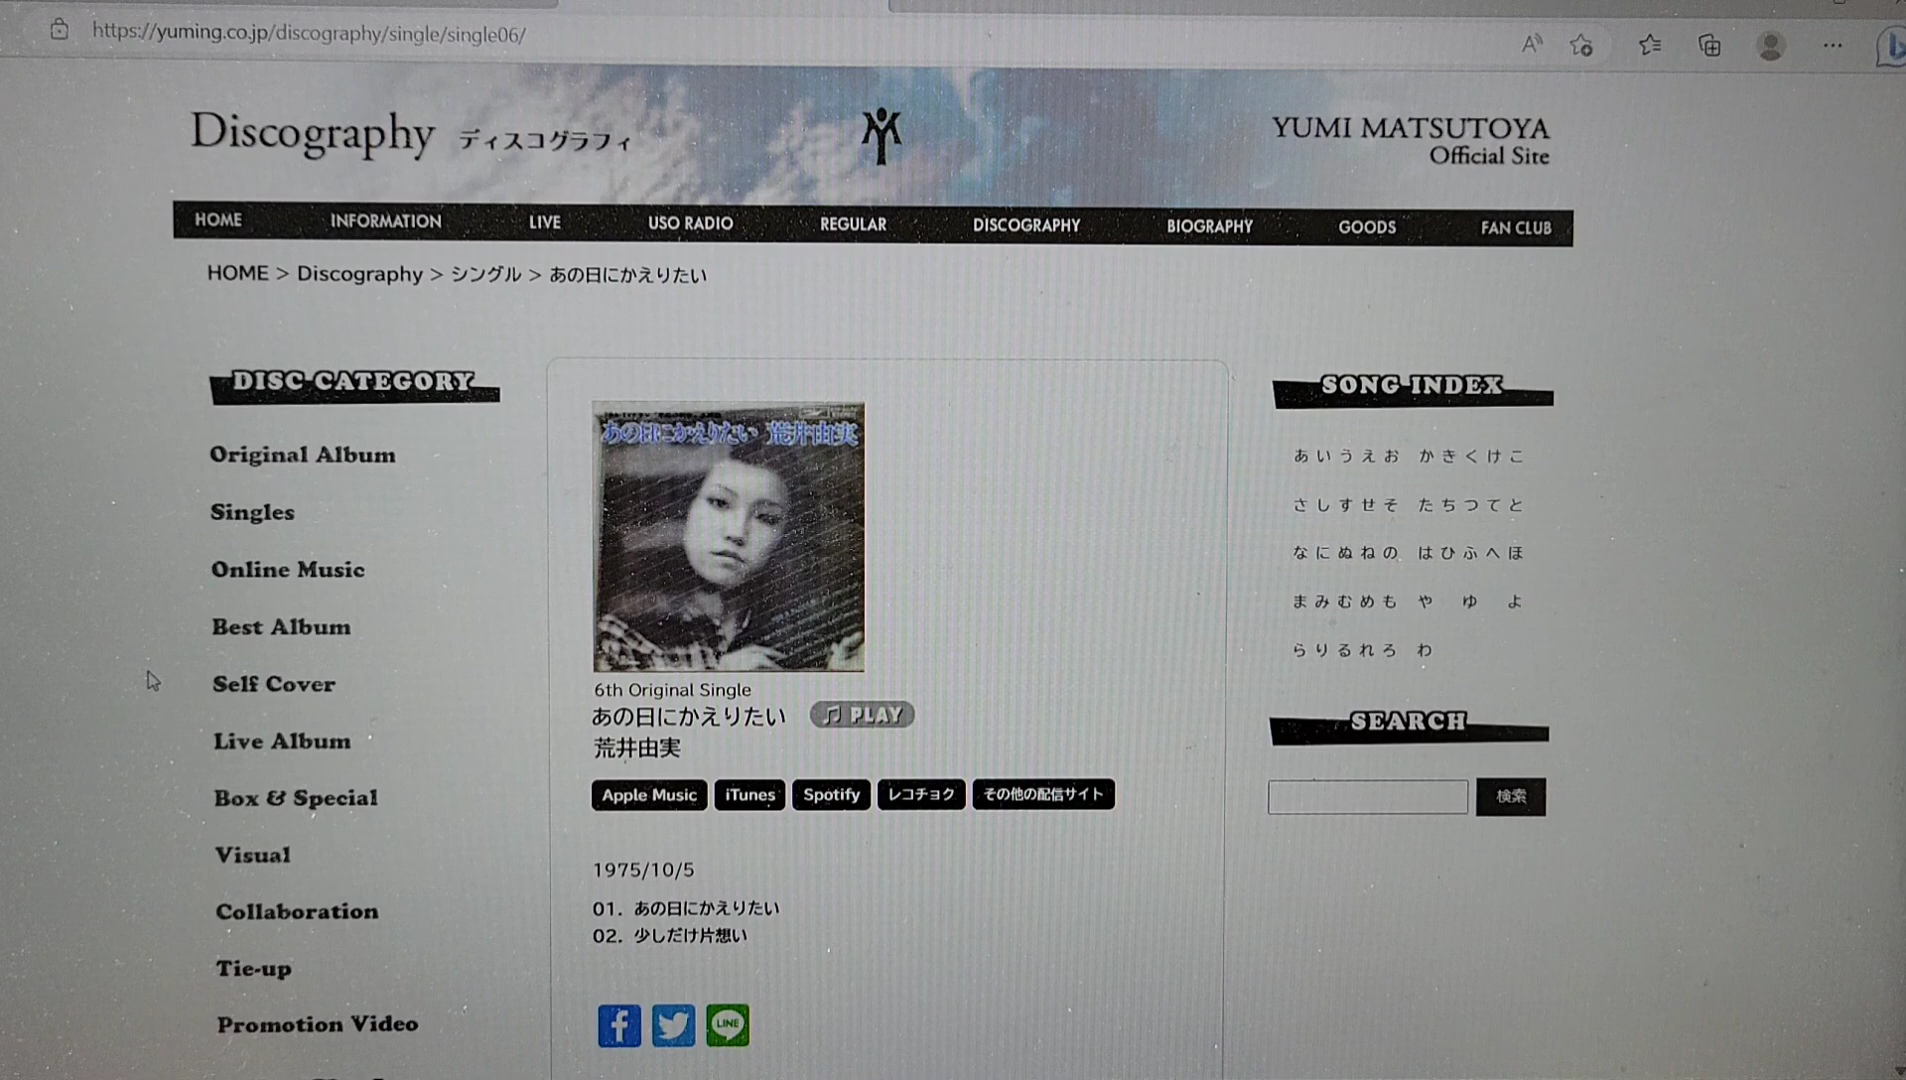 https://yuming.co.jp/discography/single/single06/
Discography ディスコグラフィ
YUMI MATSUTOYA
Official Site
HOME INFORMATION LIVE USO RADIO REGULAR DISCOGRAPHY BIOGRAPHY GOODS FAN CLUB
HOME > Discography > シングル > あの日にかえりたい
DISC CATEGORY
Original Album
Singles
Online Music
Best Album
Self Cover
Live Album
Box & Special
Visual
Collaboration
Tie-up
Promotion Video
あの日にかえりたい 荒井由実
6th Original Single
あの日にかえりたい PLAY
荒井由実
Apple Music iTunes Spotify レコチョク その他の配信サイト
1975/10/5
01. あの日にかえりたい
02. 少しだけ片想い
LINE
SONG INDEX
あ い う え お か き く け こ
さ し す せ そ た ち つ て と
な に ぬ ね の は ひ ふ へ ほ
ま み む め も や ゆ よ
ら り る れ ろ わ
SEARCH
検索